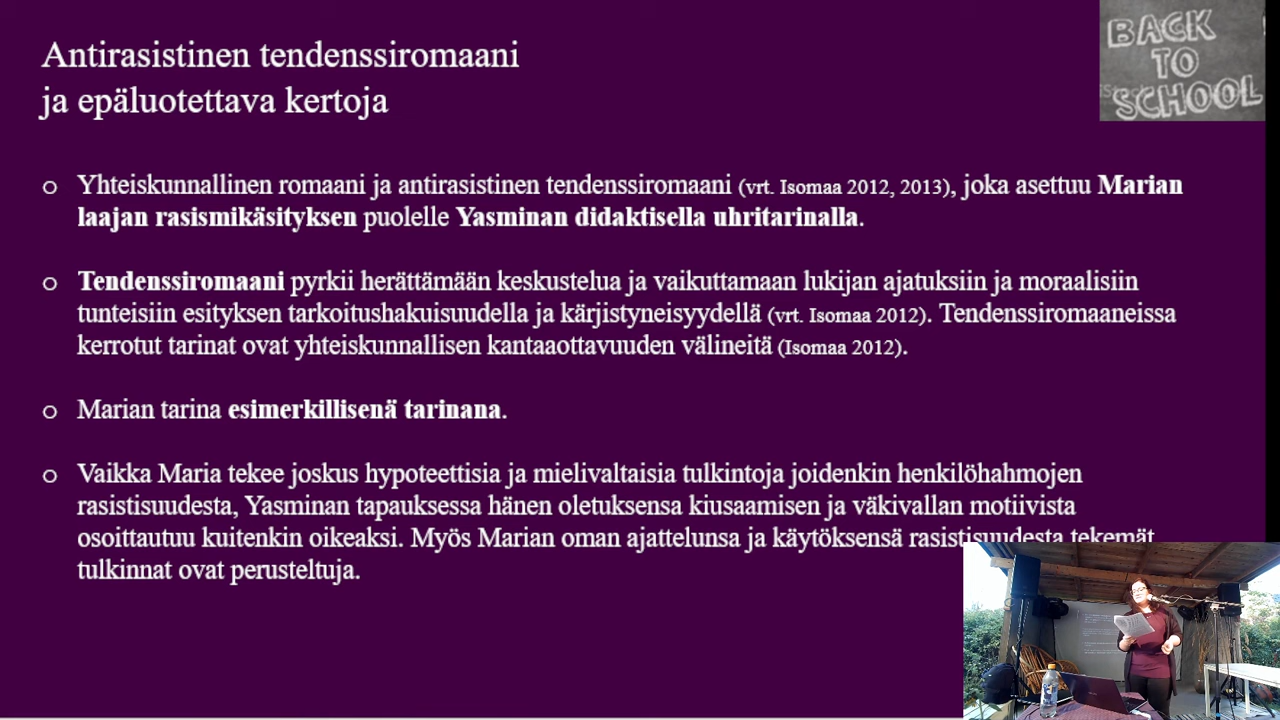 Antirasistinen tendenssiromaani
ja epäluotettava kertoja
BACK
TO
SCHOOL
o Yhteiskunnallinen romaani ja antirasistinen tendenssiromaani (vrt. Isomaa 2012, 2013), joka asettuu Marian
laajan rasismikäsityksen puolelle Yasminan didaktisella uhritarinalla.
o Tendenssiromaani pyrkii herättämään keskustelua ja vaikuttamaan lukijan ajatuksiin ja moraalisiin
tunteisiin esityksen tarkoitushakuisuudella ja kärjistyneisyydellä (vrt. Isomaa 2012). Tendenssiromaaneissa
kerrotut tarinat ovat yhteiskunnallisen kantaaottavuuden välineitä (Isomaa 2012).
o Marian tarina esimerkillisenä tarinana.
o Vaikka Maria tekee joskus hypoteettisia ja mielivaltaisia tulkintoja joidenkin henkilöhahmojen
rasistisuudesta, Yasminan tapauksessa hänen oletuksensa kiusaamisen ja väkivallan motiivista
osoittautuu kuitenkin oikeaksi. Myös Marian oman ajattelunsa ja käytöksensä rasistisuudesta tekemät
tulkinnat ovat perusteltuja.